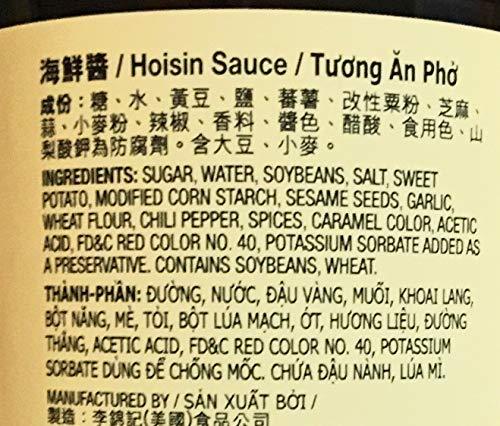 海鮮醬 / Hoisin Sauce / Tương Ăn Phở
成份：糖、水、黃豆、鹽、蕃薯、改性粟粉、芝麻、
蒜、小麥粉、辣椒、香料、醬色、醋酸、食用色、山
梨酸鉀為防腐劑。含大豆、小麥。
INGREDIENTS: SUGAR, WATER, SOYBEANS, SALT, SWEET
POTATO, MODIFIED CORN STARCH, SESAME SEEDS, GARLIC,
WHEAT FLOUR, CHILI PEPPER, SPICES, CARAMEL COLOR, ACETIC
ACID, FD&C RED COLOR NO. 40, POTASSIUM SORBATE ADDED AS
A PRESERVATIVE. CONTAINS SOYBEANS, WHEAT.
THÀNH-PHẦN: ĐƯỜNG, NƯỚC, ĐẬU VÀNG, MUỐI, KHOAI LANG,
BỘT NĂNG, MÈ, TỎI, BỘT LÚA MẠCH, ỚT, HƯƠNG LIỆU, ĐƯỜNG
THẮNG, ACETIC ACID, FD&C RED COLOR NO. 40, POTASSIUM
SORBATE DÙNG ĐỂ CHỐNG MỐC. CHỨA ĐẬU NÀNH, LÚA MÌ.
MANUFACTURED BY / SẢN XUẤT BỞI /
製造：李錦記(美國)食品公司